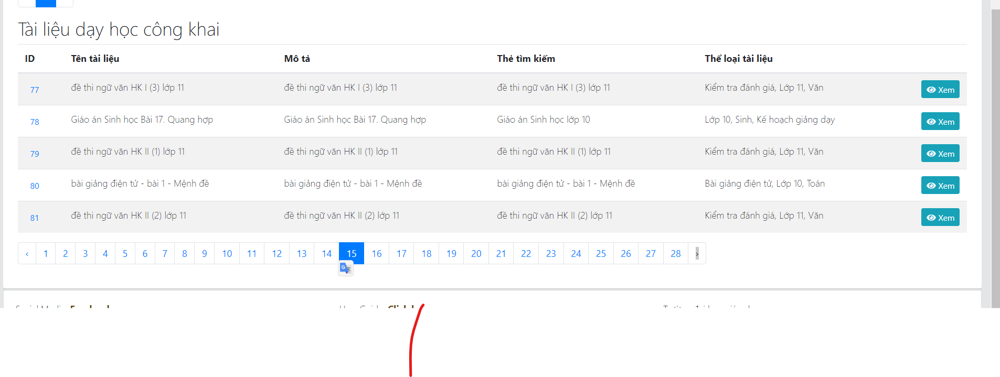 Tài liệu dạy học công khai
ID Tên tài liệu Mô tả Thẻ tìm kiếm Thể loại tài liệu
77 đề thi ngữ văn HK I (3) lớp 11 đề thi ngữ văn HK I (3) lớp 11 đề thi ngữ văn HK I (3) lớp 11 Kiểm tra đánh giá, Lớp 11, Văn Xem
78 Giáo án Sinh học Bài 17. Quang hợp Giáo án Sinh học Bài 17. Quang hợp Giáo án Sinh học lớp 10 Lớp 10, Sinh, Kế hoạch giảng dạy Xem
79 đề thi ngữ văn HK II (1) lớp 11 đề thi ngữ văn HK II (1) lớp 11 đề thi ngữ văn HK II (1) lớp 11 Kiểm tra đánh giá, Lớp 11, Văn Xem
80 bài giảng điện tử - bài 1 - Mệnh đề bài giảng điện tử - bài 1 - Mệnh đề bài giảng điện tử - bài 1 - Mệnh đề Bài giảng điện tử, Lớp 10, Toán Xem
81 đề thi ngữ văn HK II (2) lớp 11 đề thi ngữ văn HK II (2) lớp 11 đề thi ngữ văn HK II (2) lớp 11 Kiểm tra đánh giá, Lớp 11, Văn Xem
‹ 1 2 3 4 5 6 7 8 9 10 11 12 13 14 15 16 17 18 19 20 21 22 23 24 25 26 27 28 ›